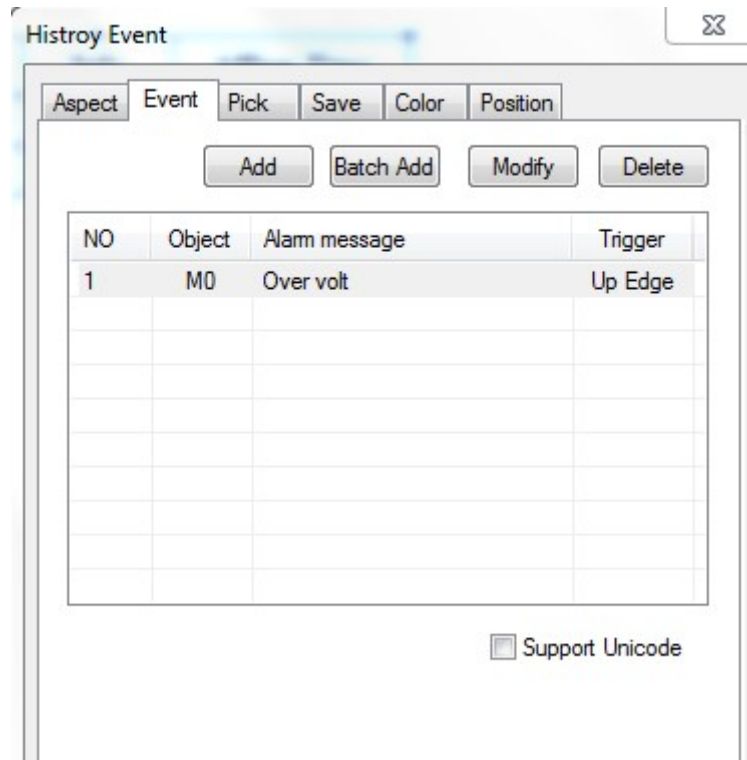 Histroy Event
Aspect Event Pick Save Color Position
Add Batch Add Modify Delete
NO Object Alarm message Trigger
1 M0 Over volt Up Edge
Support Unicode